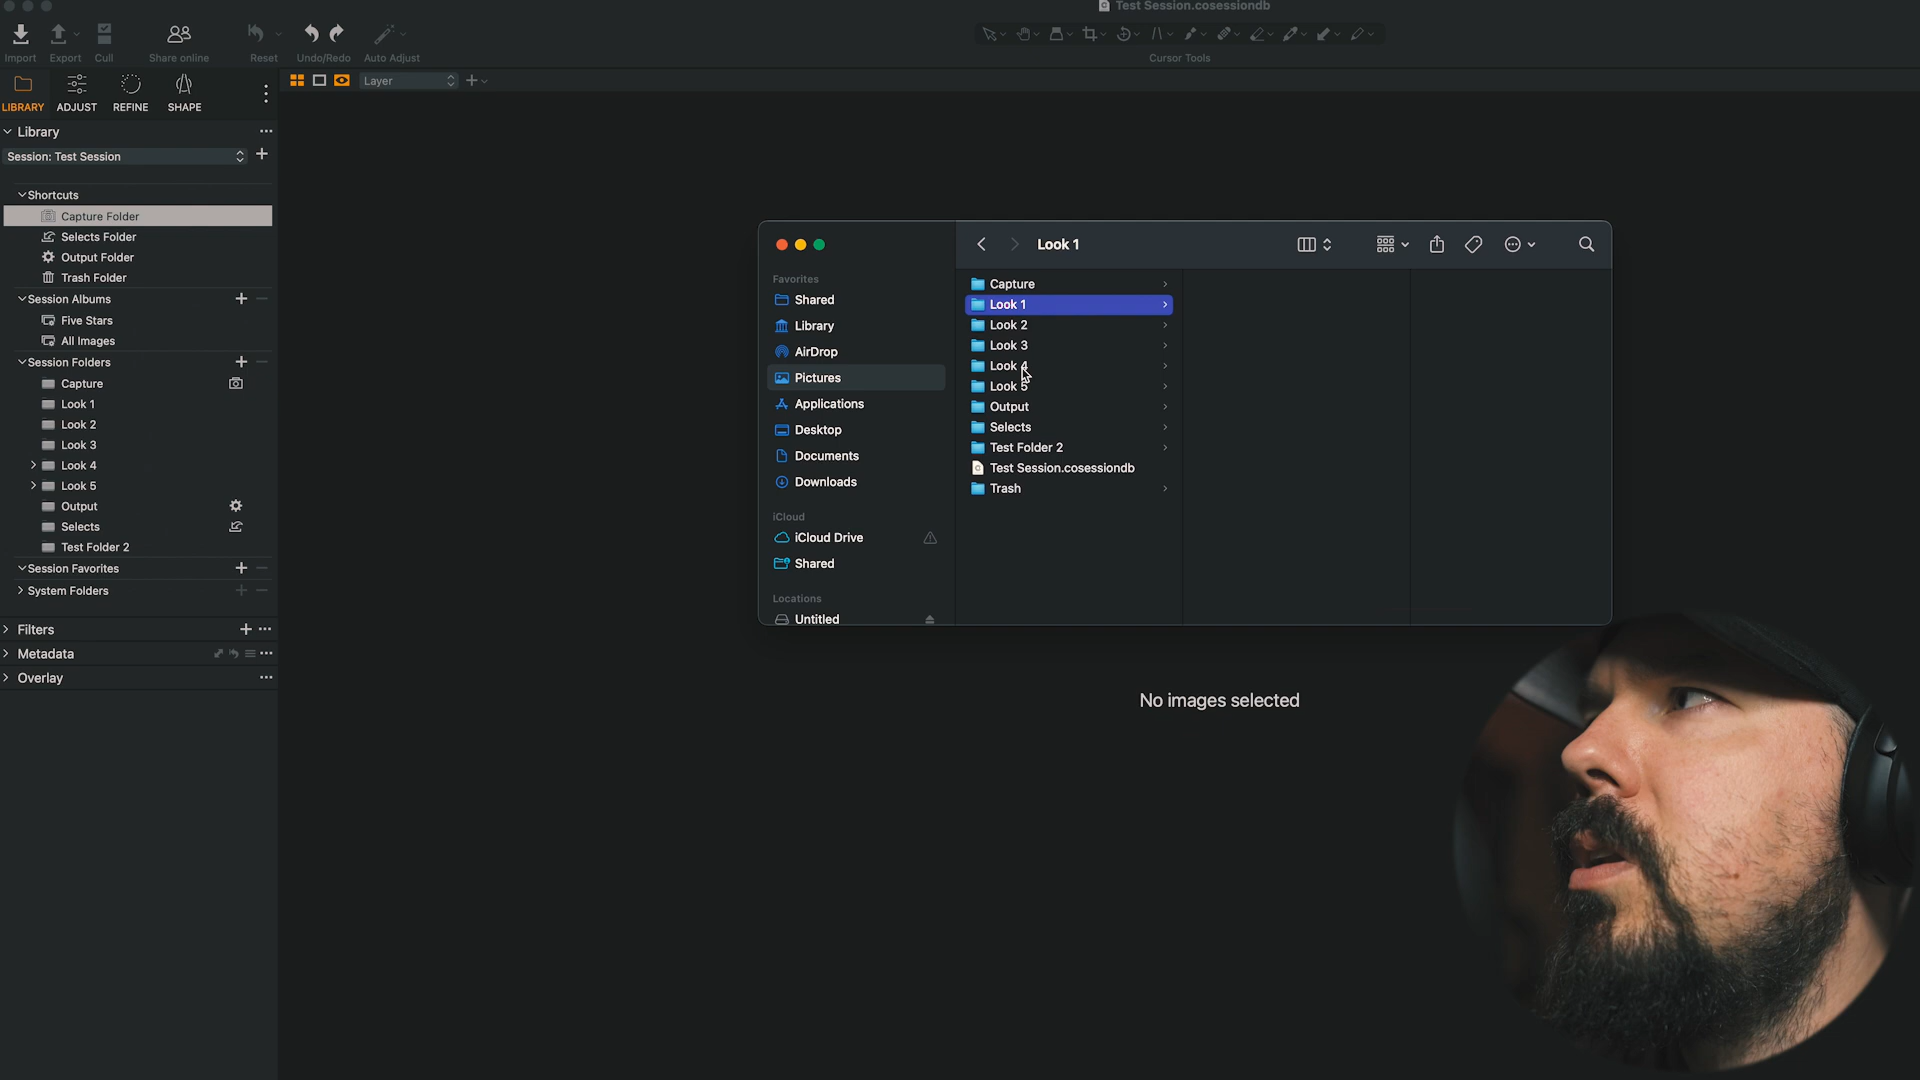 Test Session.cosessiondb
Import
Export
Cull
Share online
Reset
Undo/Redo
Auto Adjust
Cursor Tools
LIBRARY
ADJUST
REFINE
SHAPE
Layer
Library
Session: Test Session
Shortcuts
Capture Folder
Selects Folder
Output Folder
Trash Folder
Session Albums
Five Stars
All Images
Session Folders
Capture
Look 1
Look 2
Look 3
Look 4
Look 5
Output
Selects
Test Folder 2
Session Favorites
System Folders
Filters
Metadata
Overlay
Look 1
Favorites
Shared
Library
AirDrop
Pictures
Applications
Desktop
Documents
Downloads
iCloud
iCloud Drive
Shared
Locations
Untitled
Capture
Look 1
Look 2
Look 3
Look 4
Look 5
Output
Selects
Test Folder 2
Test Session.cosessiondb
Trash
No images selected